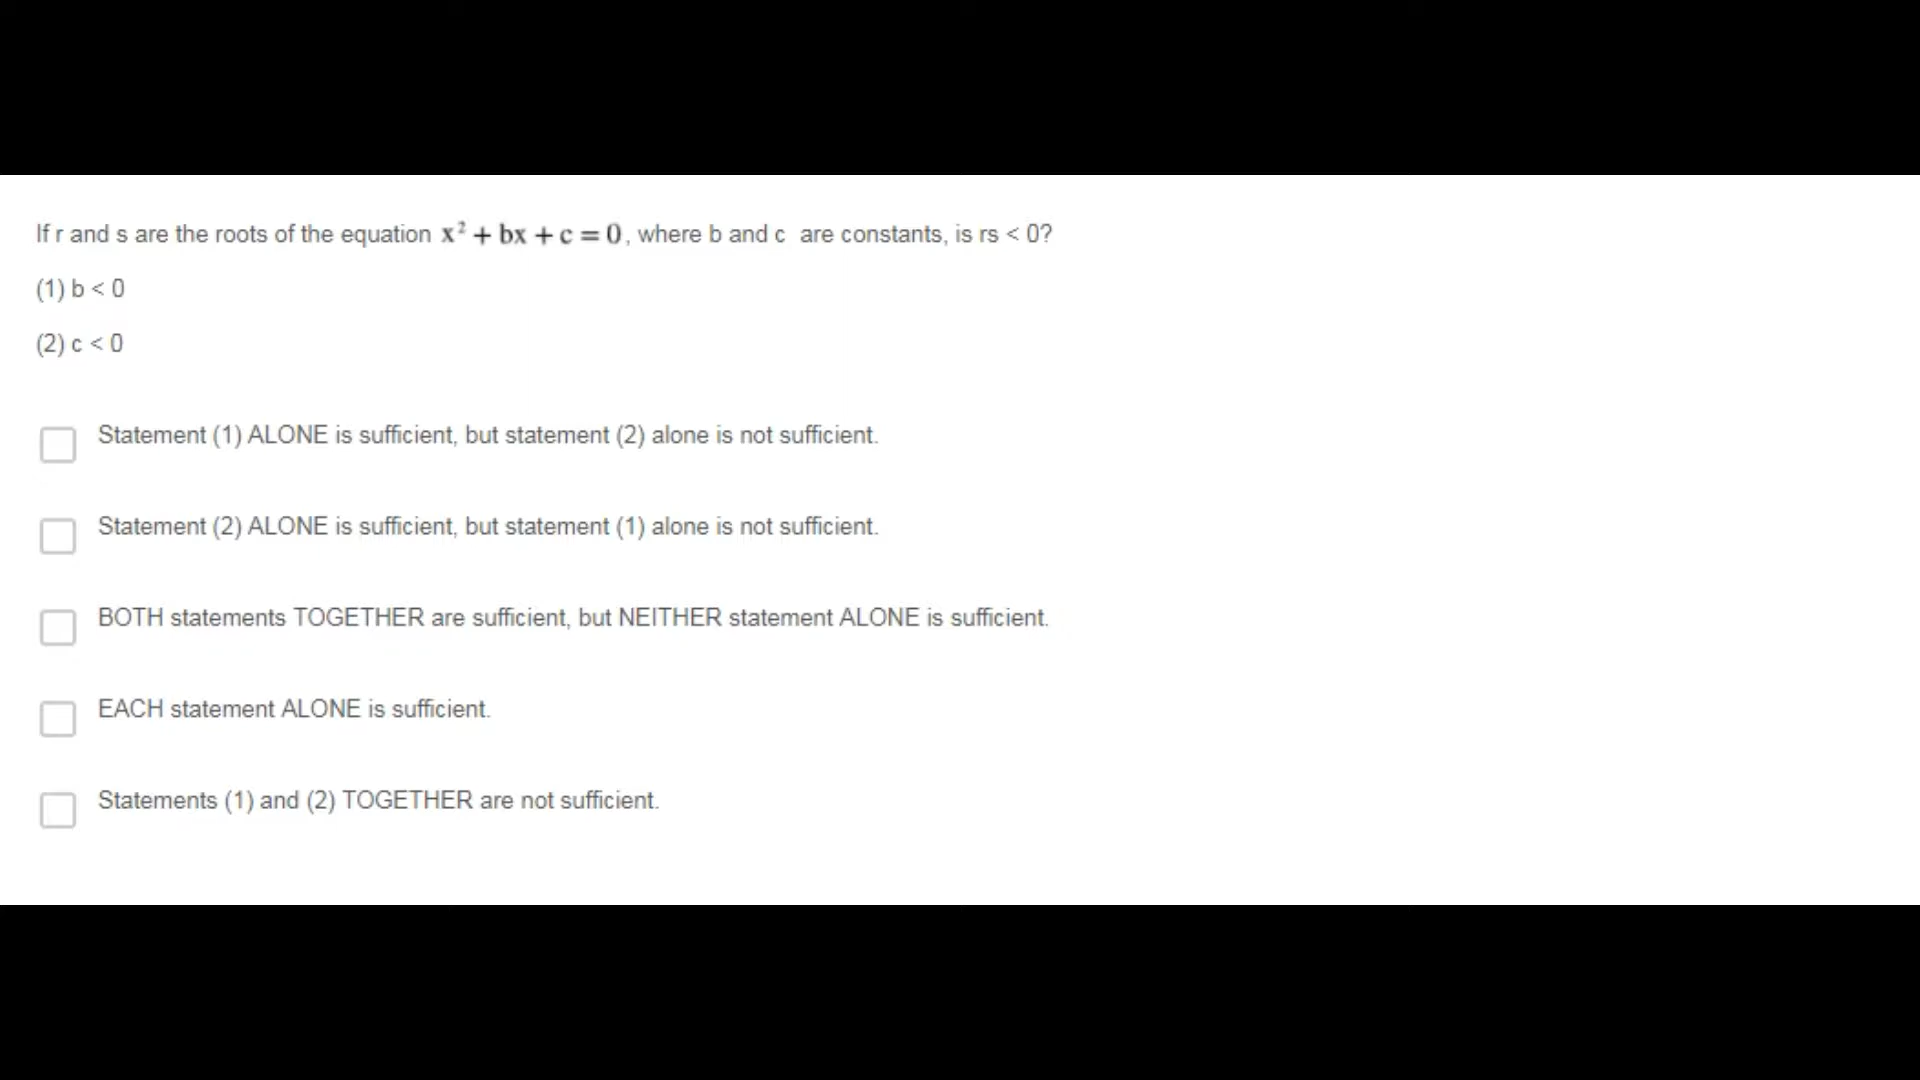 If r and s are the roots of the equation x² + bx + c = 0, where b and c are constants, is rs < 0?
(1) b < 0
(2) c < 0
Statement (1) ALONE is sufficient, but statement (2) alone is not sufficient.
Statement (2) ALONE is sufficient, but statement (1) alone is not sufficient.
BOTH statements TOGETHER are sufficient, but NEITHER statement ALONE is sufficient.
EACH statement ALONE is sufficient.
Statements (1) and (2) TOGETHER are not sufficient.